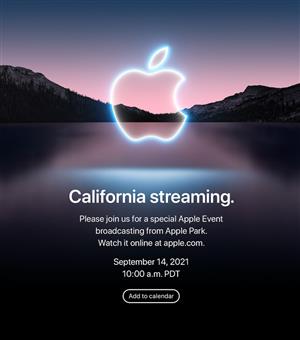 California streaming.
Please join us for a special Apple Event
broadcasting from Apple Park.
Watch it online at apple.com.
September 14, 2021
10:00 a.m. PDT
Add to calendar